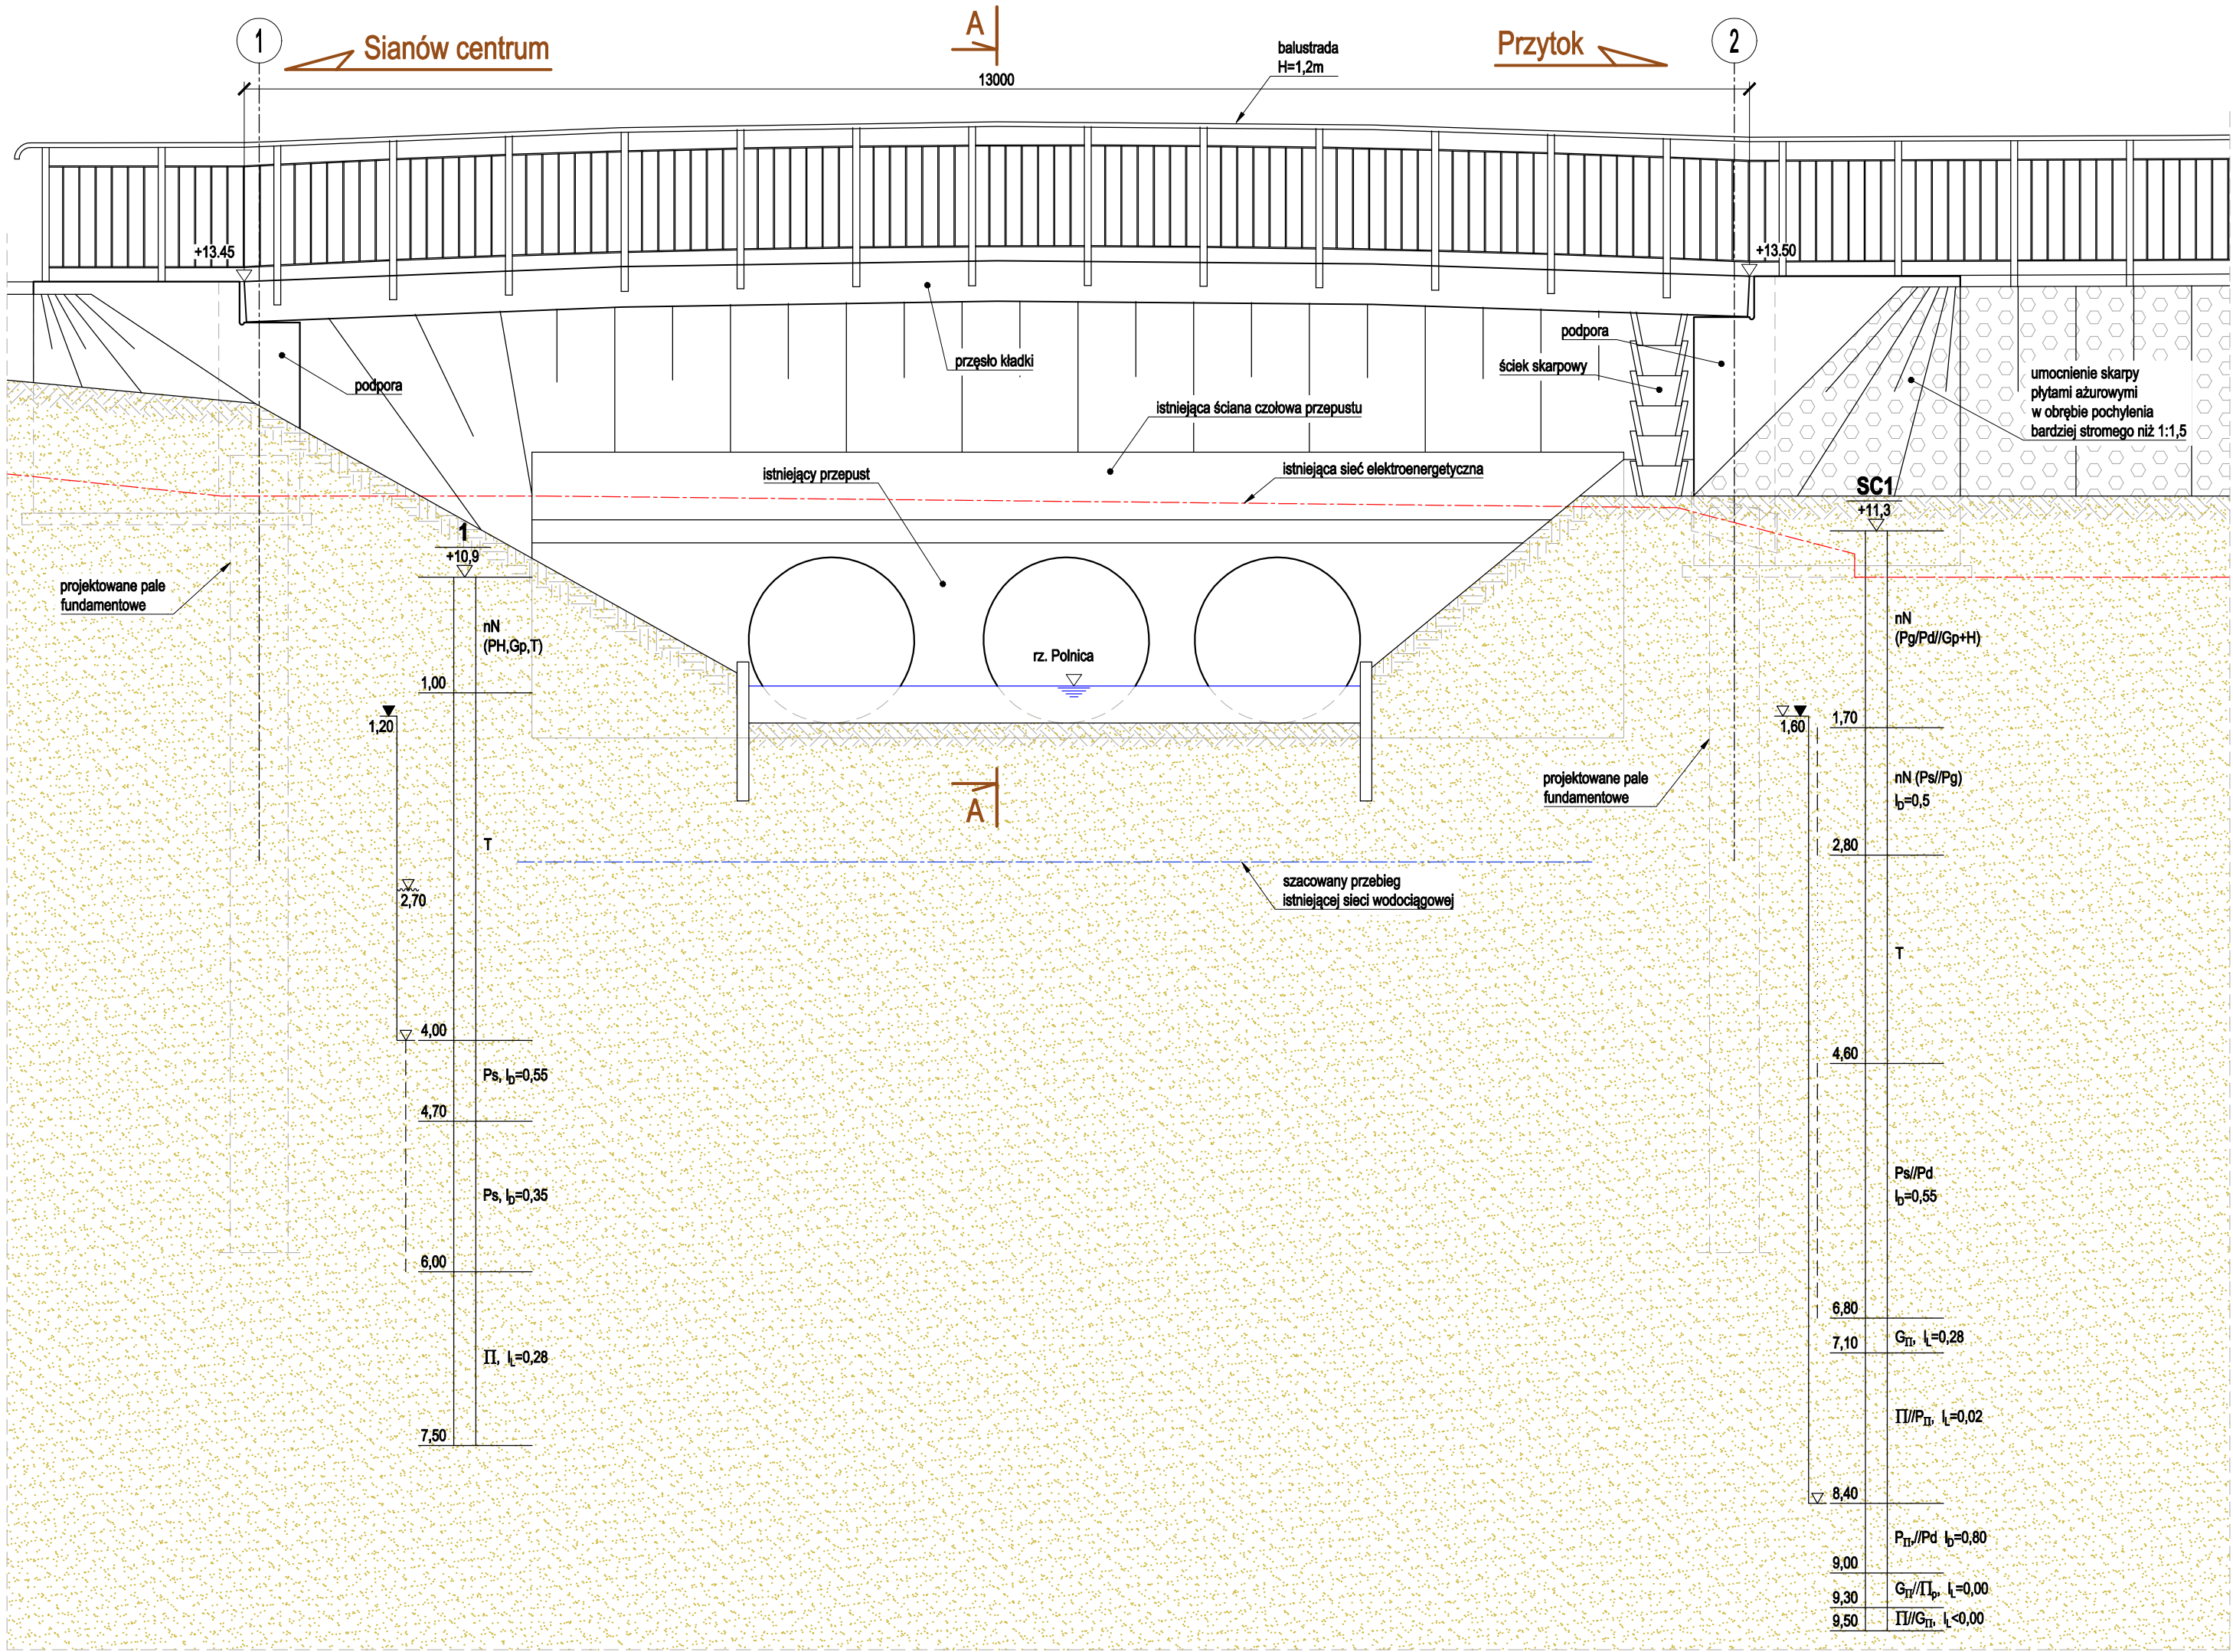 1
Sianów centrum
A
Przytok
2
balustrada
H=1,2m
13000
+13.45
+13.50
podpora
przęsło kładki
podpora
ściek skarpowy
umocnienie skarpy
płytami ażurowymi
w obrębie pochylenia
bardziej stromego niż 1:1,5
istniejąca ściana czołowa przepustu
istniejący przepust
istniejąca sieć elektroenergetyczna
projektowane pale
fundamentowe
rz. Polnica
A
projektowane pale
fundamentowe
szacowany przebieg
istniejącej sieci wodociągowej
1
+10,9
nN
(PH,Gp,T)
1,00
1,20
T
2,70
4,00
Ps, ID=0,55
4,70
Ps, ID=0,35
6,00
Π, IL=0,28
7,50
SC1
+11,3
nN
(Pg/Pd//Gp+H)
1,70
1,60
nN (Ps//Pg)
ID=0,5
2,80
T
4,60
Ps//Pd
ID=0,55
6,80
GΠ, IL=0,28
7,10
Π//PΠ, IL=0,02
8,40
PΠ//Pd ID=0,80
9,00
GΠ//Πp, IL=0,00
9,30
Π//GΠ, IL<0,00
9,50